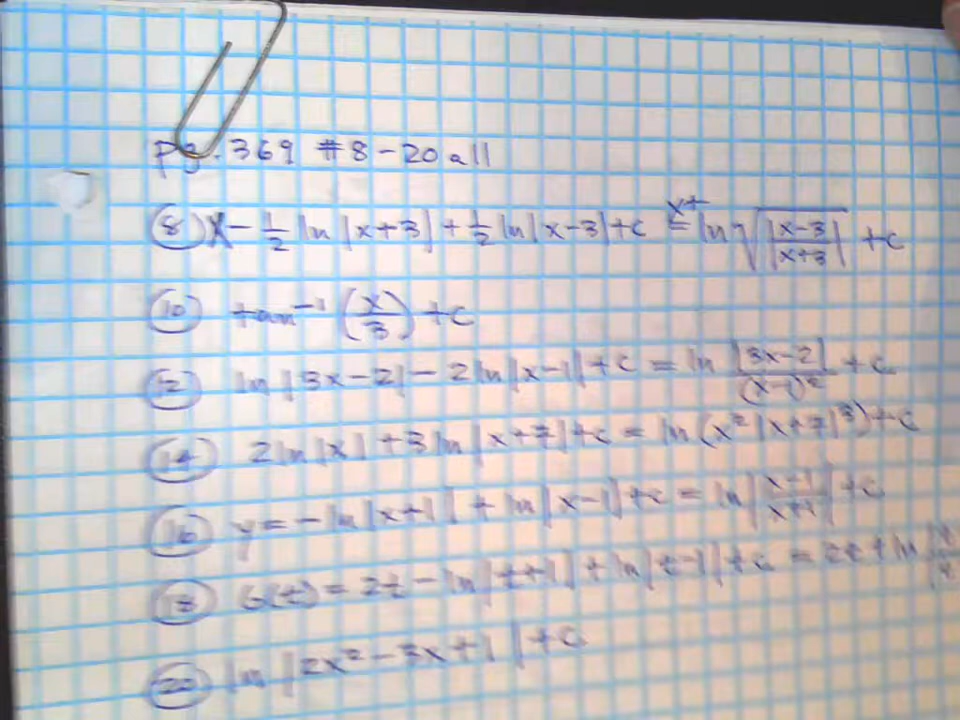 pg. 369 #8-20 all
⑧ x - 1/2 ln |x+3| + 1/2 ln |x-3| + c = x + ln √(|x-3|/|x+3|) + c
⑩ tan⁻¹ (x/3) + c
⑫ ln |3x-2| - 2 ln |x-1| + c = ln |3x-2|/(x-1)² + c
⑭ 2 ln |x| + 3 ln |x+7| + c = ln (x² |x+7|³) + c
⑯ y = -ln |x+1| + ln |x-1| + c = ln |x-1/x+1| + c
⑱ G(t) = 2t - ln |t+1| + ln |t-1| + c = 2t + ln
⑳ ln |2x² - 3x + 1| + c